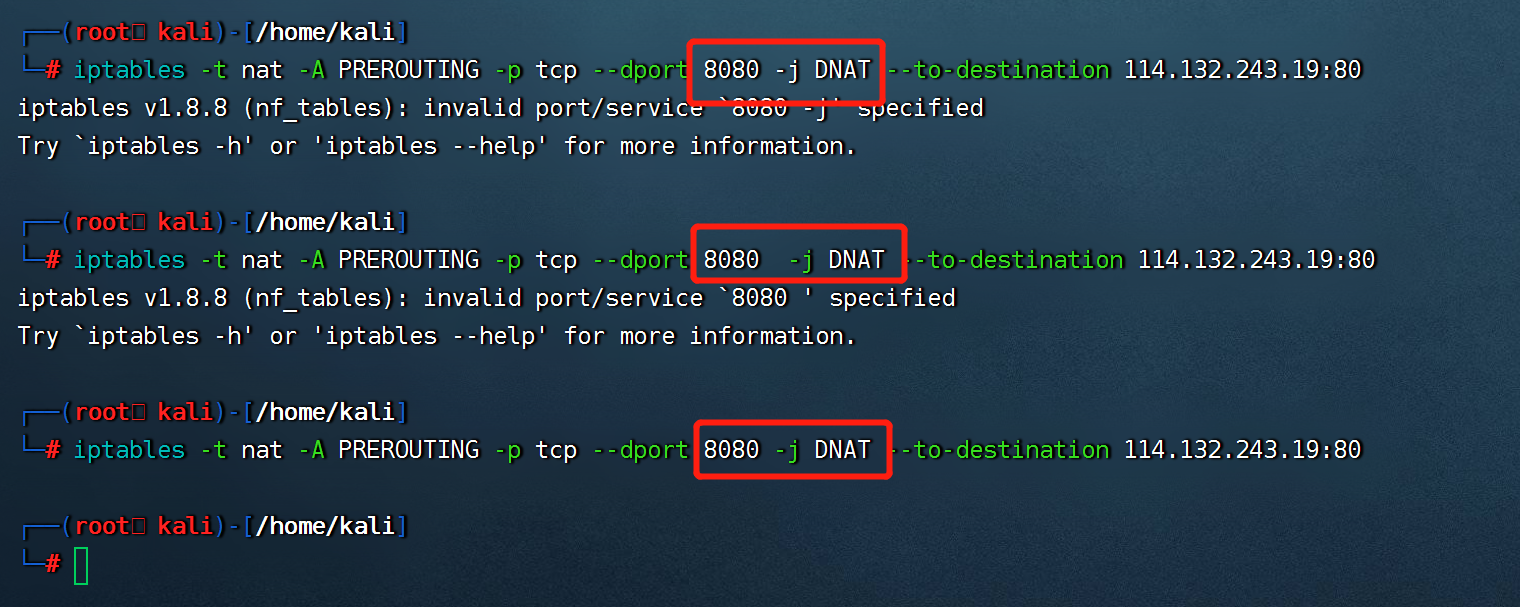 ┌──(root㉿ kali)-[/home/kali]
└─# iptables -t nat -A PREROUTING -p tcp --dport 8080 -j DNAT --to-destination 114.132.243.19:80
iptables v1.8.8 (nf_tables): invalid port/service `8080 -j' specified
Try `iptables -h' or 'iptables --help' for more information.
┌──(root㉿ kali)-[/home/kali]
└─# iptables -t nat -A PREROUTING -p tcp --dport 8080  -j DNAT --to-destination 114.132.243.19:80
iptables v1.8.8 (nf_tables): invalid port/service `8080 ' specified
Try `iptables -h' or 'iptables --help' for more information.
┌──(root㉿ kali)-[/home/kali]
└─# iptables -t nat -A PREROUTING -p tcp --dport 8080 -j DNAT --to-destination 114.132.243.19:80
┌──(root㉿ kali)-[/home/kali]
└─#